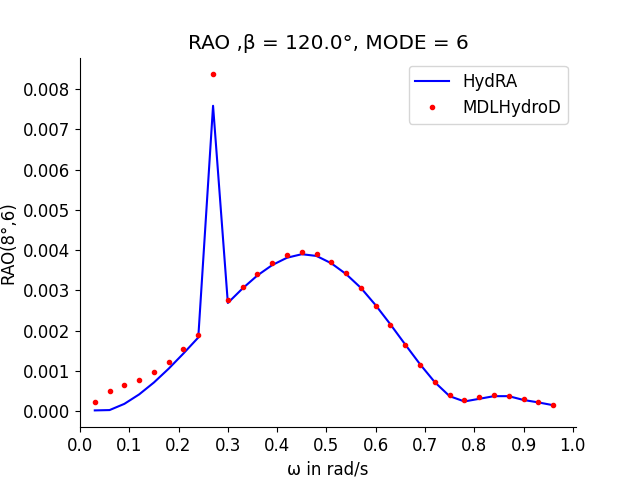 RAO ,β = 120.0°, MODE = 6
HydRA
MDLHydroD
RAO(8°,6)
0.008
0.007
0.006
0.005
0.004
0.003
0.002
0.001
0.000
0.0 0.1 0.2 0.3 0.4 0.5 0.6 0.7 0.8 0.9 1.0
ω in rad/s